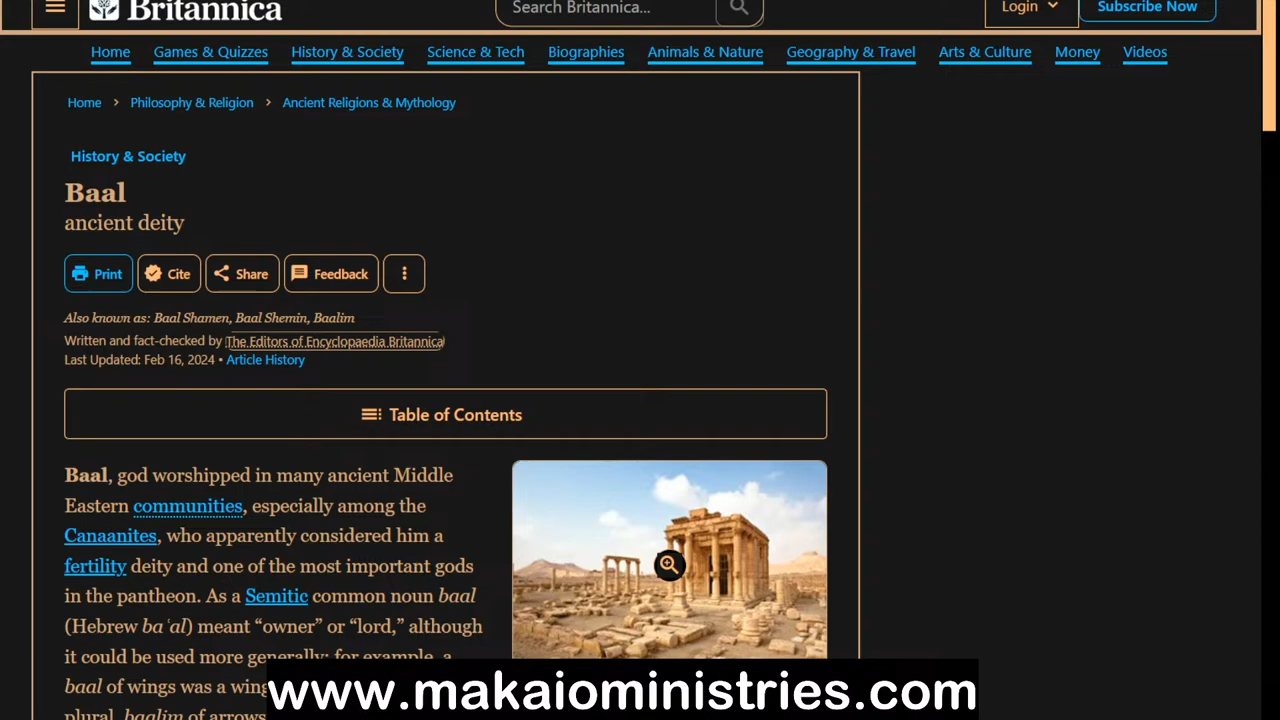 Britannica
Search Britannica...
Login
Subscribe Now
Home Games & Quizzes History & Society Science & Tech Biographies Animals & Nature Geography & Travel Arts & Culture Money Videos
Home > Philosophy & Religion > Ancient Religions & Mythology
History & Society
Baal
ancient deity
Print Cite Share Feedback
Also known as: Baal Shamen, Baal Shemin, Baalim
Written and fact-checked by The Editors of Encyclopaedia Britannica
Last Updated: Feb 16, 2024 • Article History
Table of Contents
Baal, god worshipped in many ancient Middle
Eastern communities, especially among the
Canaanites, who apparently considered him a
fertility deity and one of the most important gods
in the pantheon. As a Semitic common noun baal
(Hebrew baʿal) meant “owner” or “lord,” although
it could be used more generally; for example, a
baal of wings was a wing
plural, baalim of arrows
www.makaioministries.com